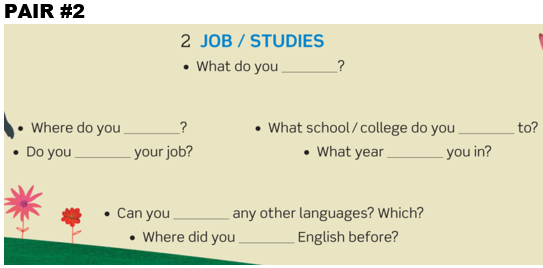 PAIR #2
2 JOB / STUDIES
• What do you ________?
• Where do you ________?
• What school / college do you ________ to?
• Do you ________ your job?
• What year ________ you in?
• Can you ________ any other languages? Which?
• Where did you ________ English before?